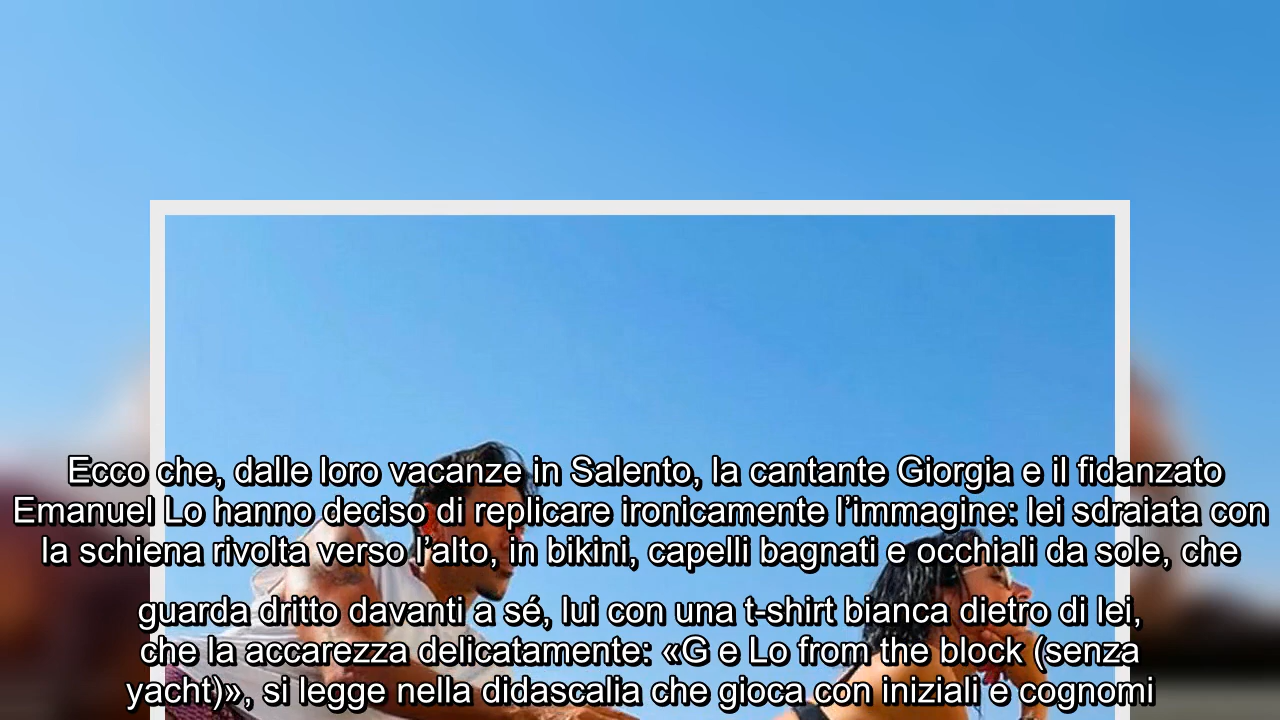 Ecco che, dalle loro vacanze in Salento, la cantante Giorgia e il fidanzato
Emanuel Lo hanno deciso di replicare ironicamente l’immagine: lei sdraiata con
la schiena rivolta verso l’alto, in bikini, capelli bagnati e occhiali da sole, che
guarda dritto davanti a sé, lui con una t-shirt bianca dietro di lei,
che la accarezza delicatamente: «G e Lo from the block (senza
yacht)», si legge nella didascalia che gioca con iniziali e cognomi